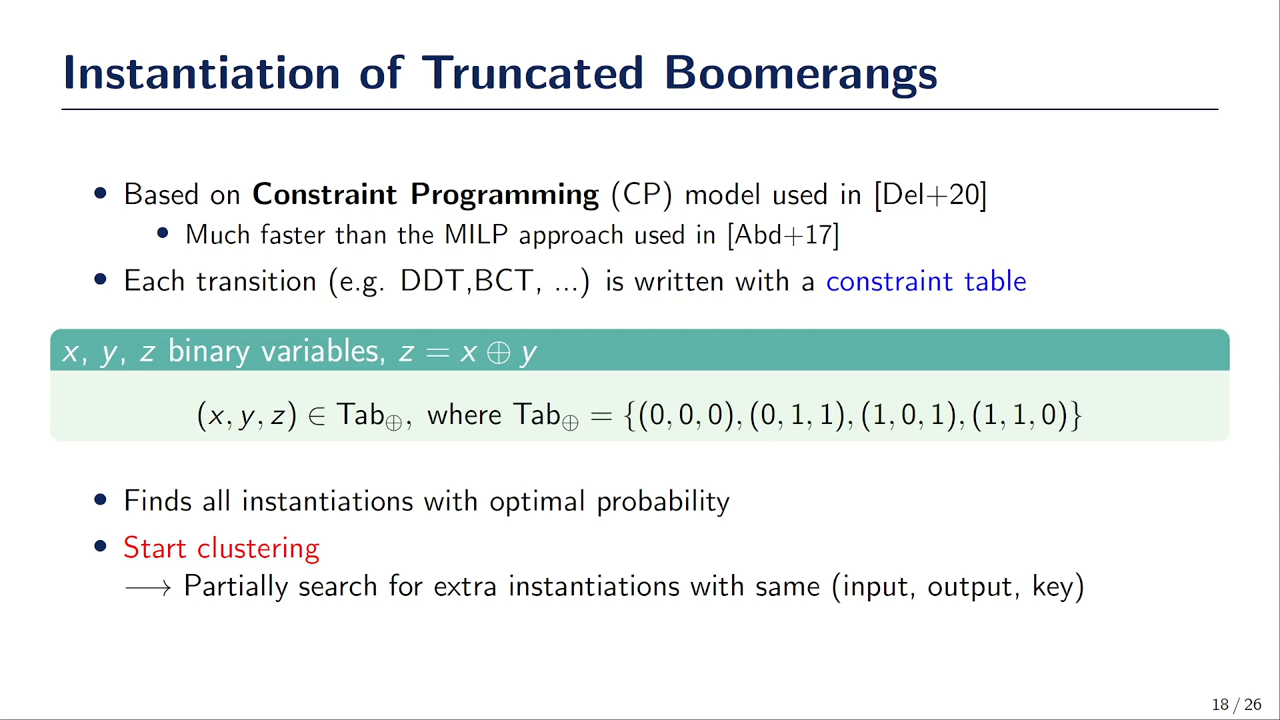 Instantiation of Truncated Boomerangs
• Based on Constraint Programming (CP) model used in [Del+20]
• Much faster than the MILP approach used in [Abd+17]
• Each transition (e.g. DDT,BCT, ...) is written with a constraint table
x, y, z binary variables, z = x ⊕ y
(x, y, z) ∈ Tab⊕, where Tab⊕ = {(0, 0, 0), (0, 1, 1), (1, 0, 1), (1, 1, 0)}
• Finds all instantiations with optimal probability
• Start clustering
⟶ Partially search for extra instantiations with same (input, output, key)
18 / 26